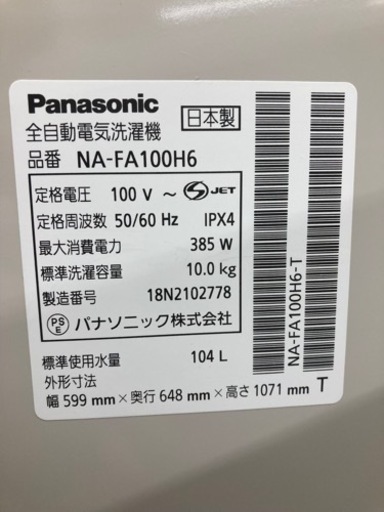 Panasonic
全自動電気洗濯機 日本製
品番 NA-FA100H6
定格電圧 100 V ～ S JET
定格周波数 50/60 Hz IPX4
最大消費電力 385 W
標準洗濯容量 10.0 kg
製造番号 18N2102778
PSE パナソニック株式会社
標準使用水量 104 L
外形寸法
幅 599 mm × 奥行 648 mm × 高さ 1071 mm T
NA-FA100H6-T